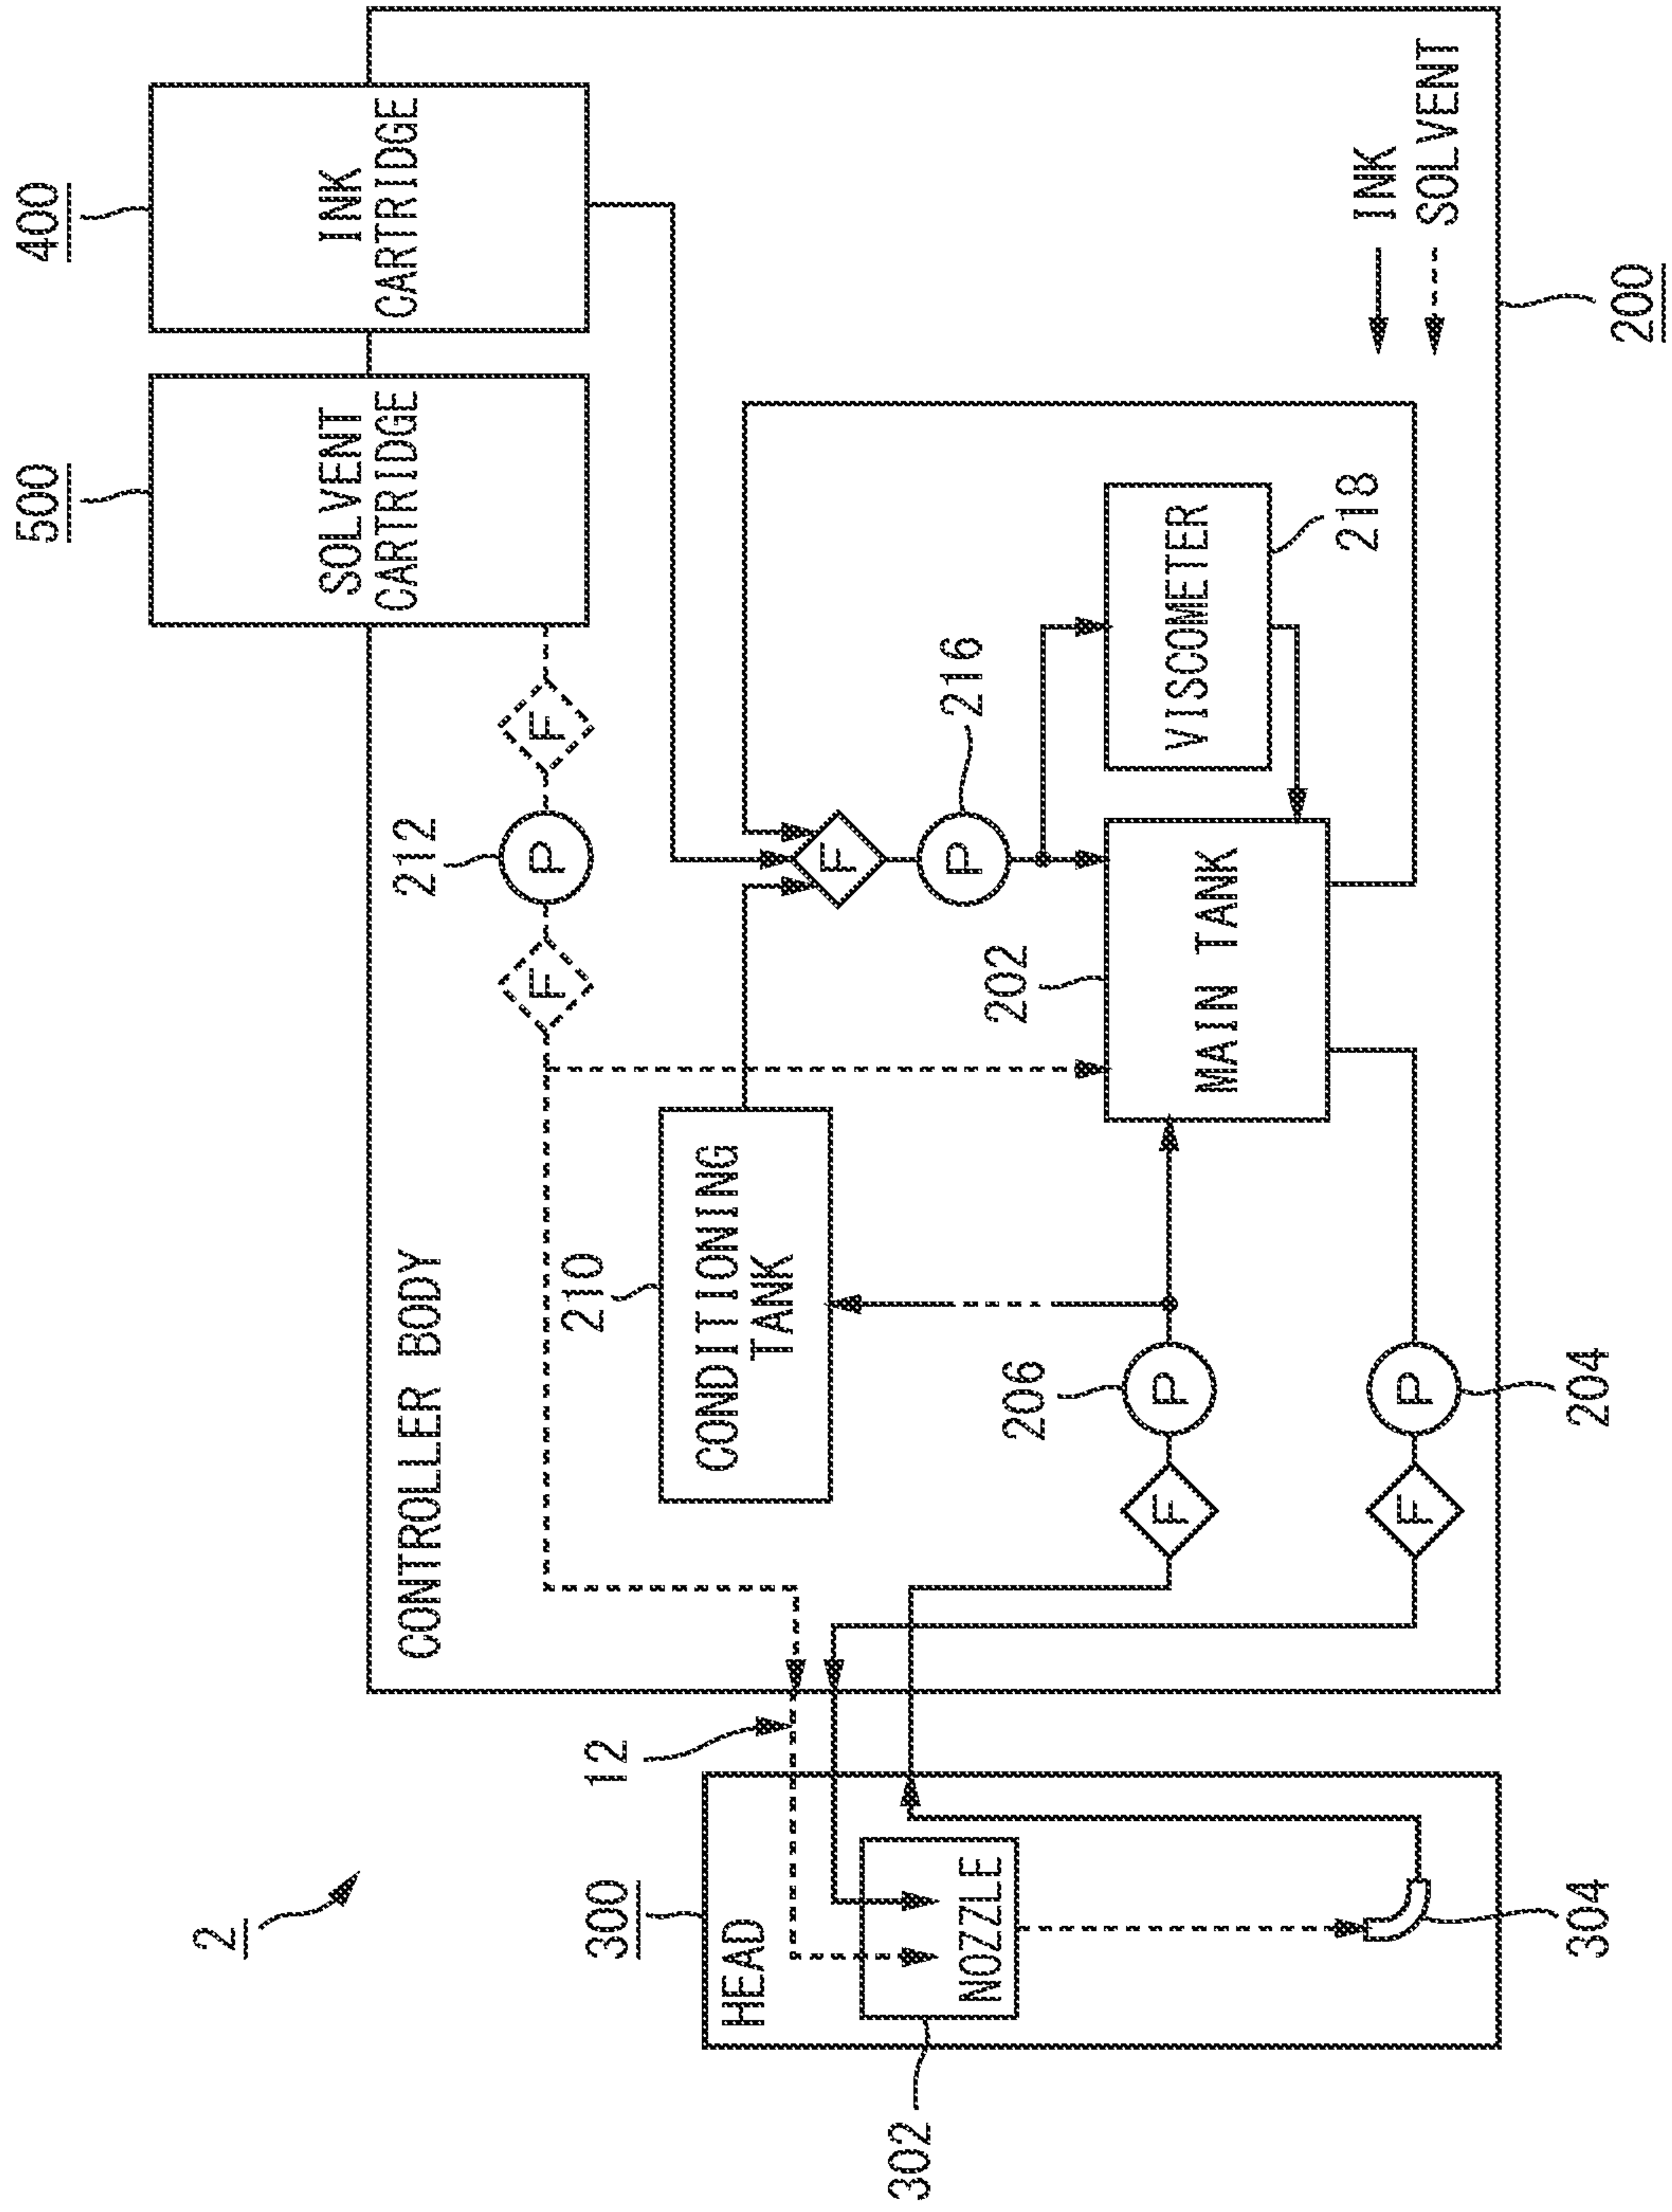 2
300
HEAD
302
NOZZLE
304
12
CONTROLLER BODY
500
SOLVENT
CARTRIDGE
400
INK
CARTRIDGE
F
P
F
212
210
CONDITIONING
TANK
F
P
216
202
MAIN TANK
VISCOMETER
218
206
F
P
F
P
204
INK
SOLVENT
200